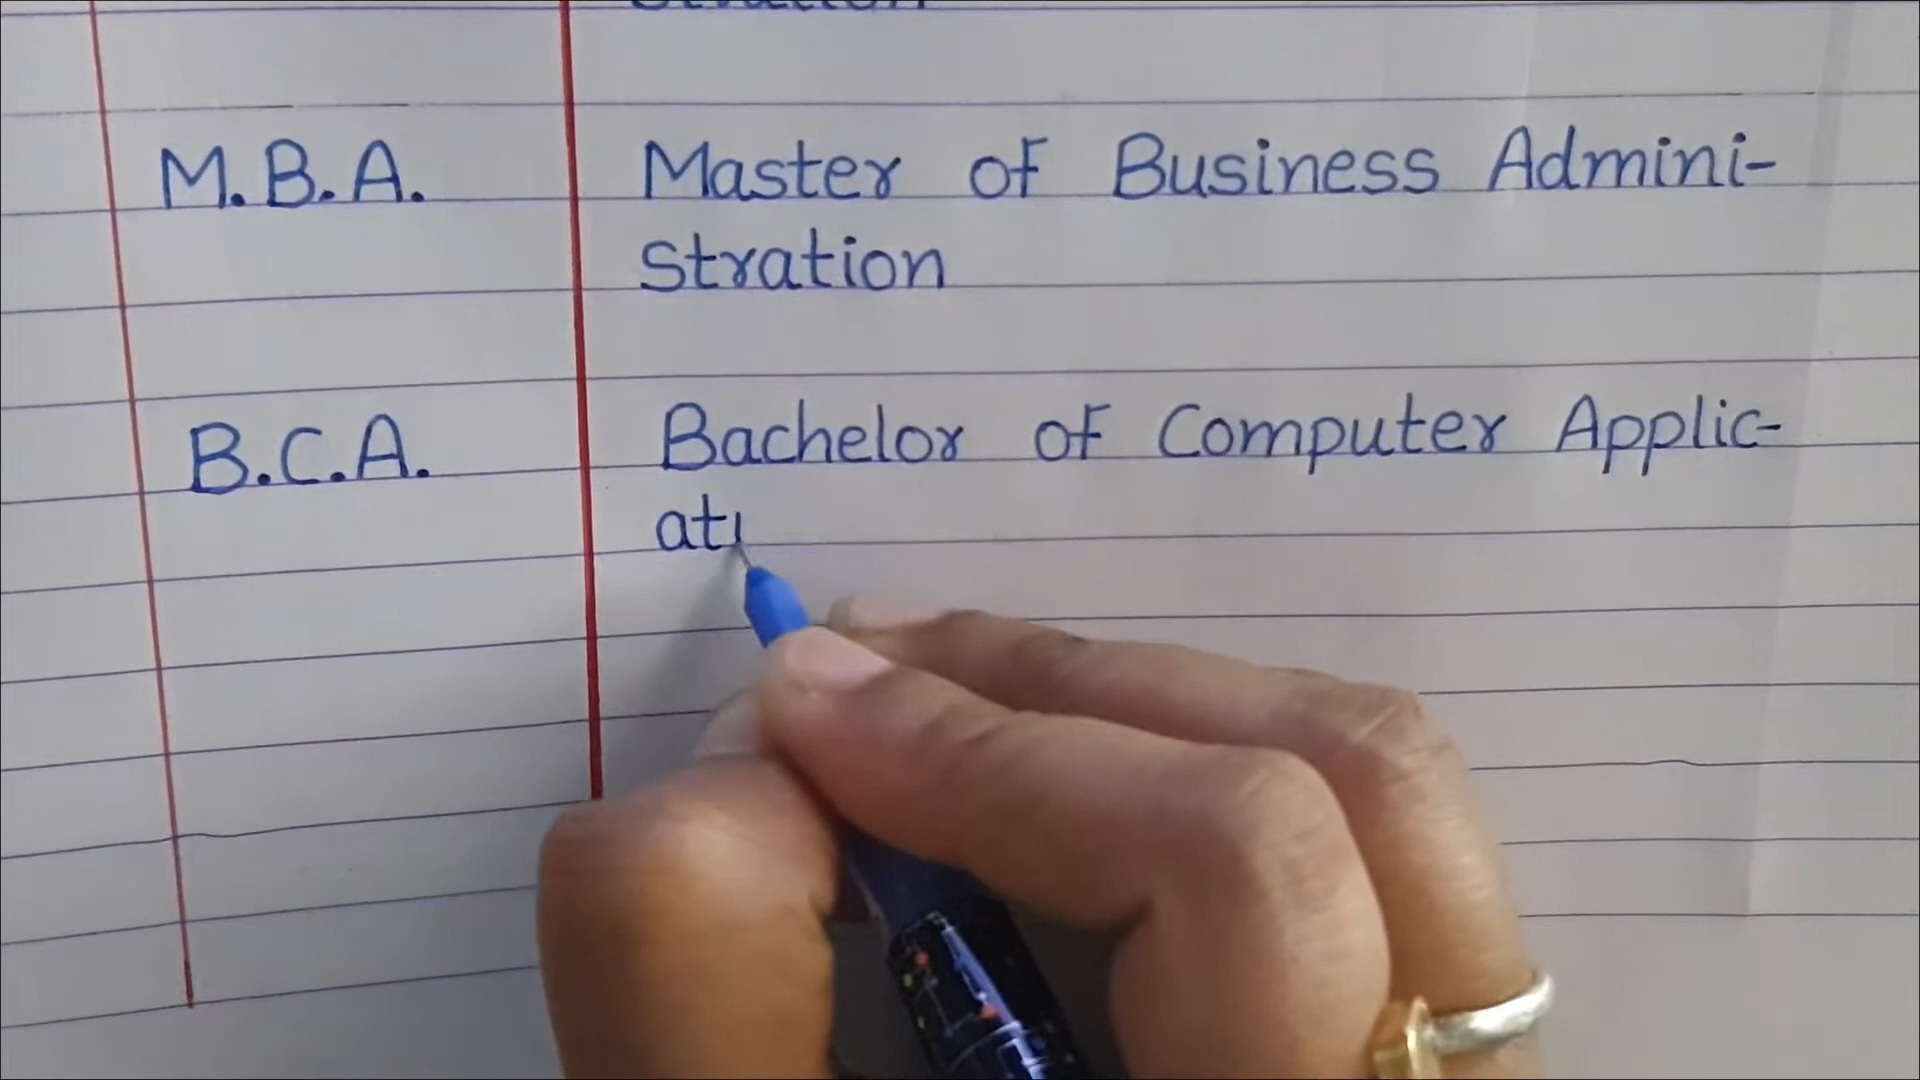 M.B.A. Master of Business Admini-
stration
B.C.A. Bachelor of Computer Applic-
ati